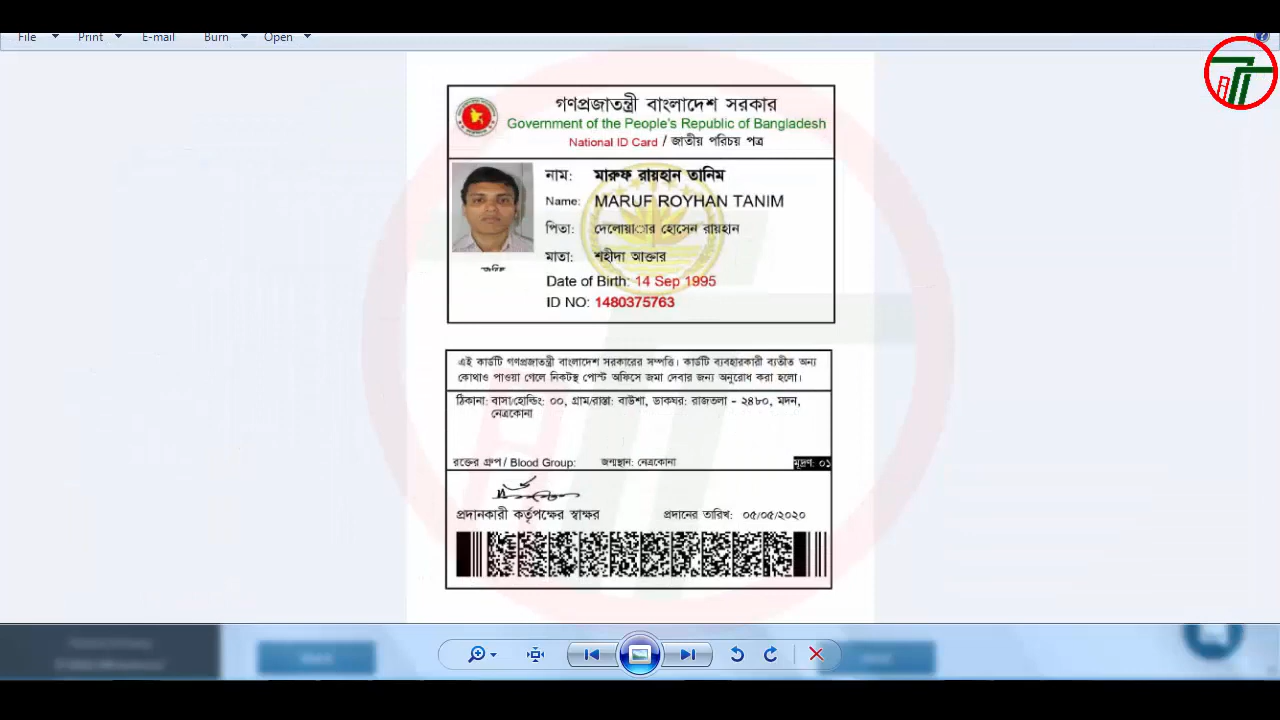 File Print E-mail Burn Open
গণপ্রজাতন্ত্রী বাংলাদেশ সরকার
Government of the People's Republic of Bangladesh
National ID Card / জাতীয় পরিচয় পত্র
নাম: মারুফ রায়হান তানিম
Name: MARUF ROYHAN TANIM
পিতা: দেলোয়াার হোসেন রায়হান
মাতা: শহীদা আক্তার
Date of Birth: 14 Sep 1995
ID NO: 1480375763
এই কার্ডটি গণপ্রজাতন্ত্রী বাংলাদেশ সরকারের সম্পত্তি। কার্ডটি ব্যবহারকারী ব্যতীত অন্য
কোথাও পাওয়া গেলে নিকটস্থ পোস্ট অফিসে জমা দেবার জন্য অনুরোধ করা হলো।
ঠিকানা: বাসা/হোল্ডিং: ০০, গ্রাম/রাস্তা: বাউশা, ডাকঘর: রাজতলা - ২৪৮০, মদন,
নেত্রকোনা
রক্তের গ্রুপ / Blood Group: জন্মস্থান: নেত্রকোনা মুদ্রণ: ০১
প্রদানকারী কর্তৃপক্ষের স্বাক্ষর প্রদানের তারিখ: ০৫/০৫/২০২০